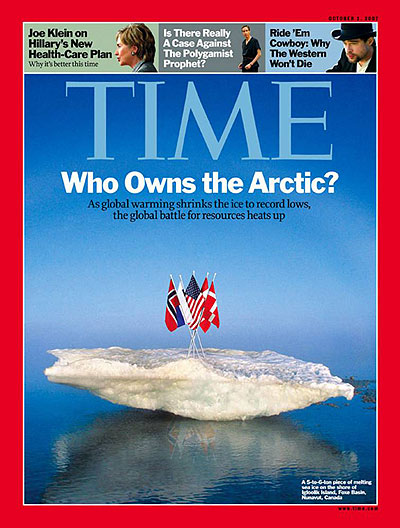 OCTOBER 1, 2007
Joe Klein on
Hillary's New
Health-Care Plan
Why it's better this time
Is There Really
A Case Against
The Polygamist
Prophet?
Ride 'Em
Cowboy: Why
The Western
Won't Die
TIME
Who Owns the Arctic?
As global warming shrinks the ice to record lows,
the global battle for resources heats up
A 5-to-6-ton piece of melting
sea ice on the shore of
Igloolik Island, Foxe Basin,
Nunavut, Canada
www.time.com